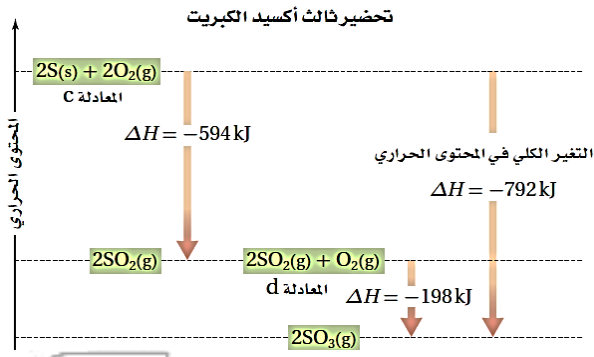 تحضير ثالث أكسيد الكبريت
المحتوى الحراري
2S(s) + 2O₂(g)
المعادلة c
ΔH = −594 kJ
التغير الكلي في المحتوى الحراري
ΔH = −792 kJ
2SO₂(g)
2SO₂(g) + O₂(g)
المعادلة d
ΔH = −198 kJ
2SO₃(g)